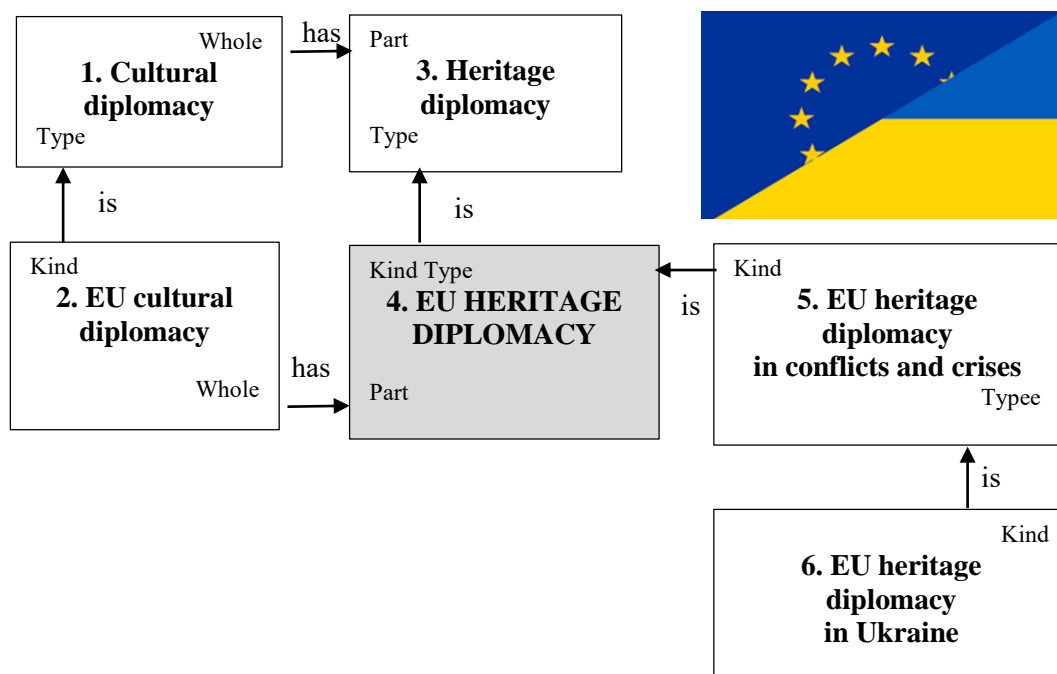 Whole
has
Part
1. Cultural
diplomacy
3. Heritage
diplomacy
Type
Type
is
is
Kind
2. EU cultural
diplomacy
Whole
has
Kind Type
4. EU HERITAGE
DIPLOMACY
Part
is
Kind
5. EU heritage
diplomacy
in conflicts and crises
Typee
is
Kind
6. EU heritage
diplomacy
in Ukraine